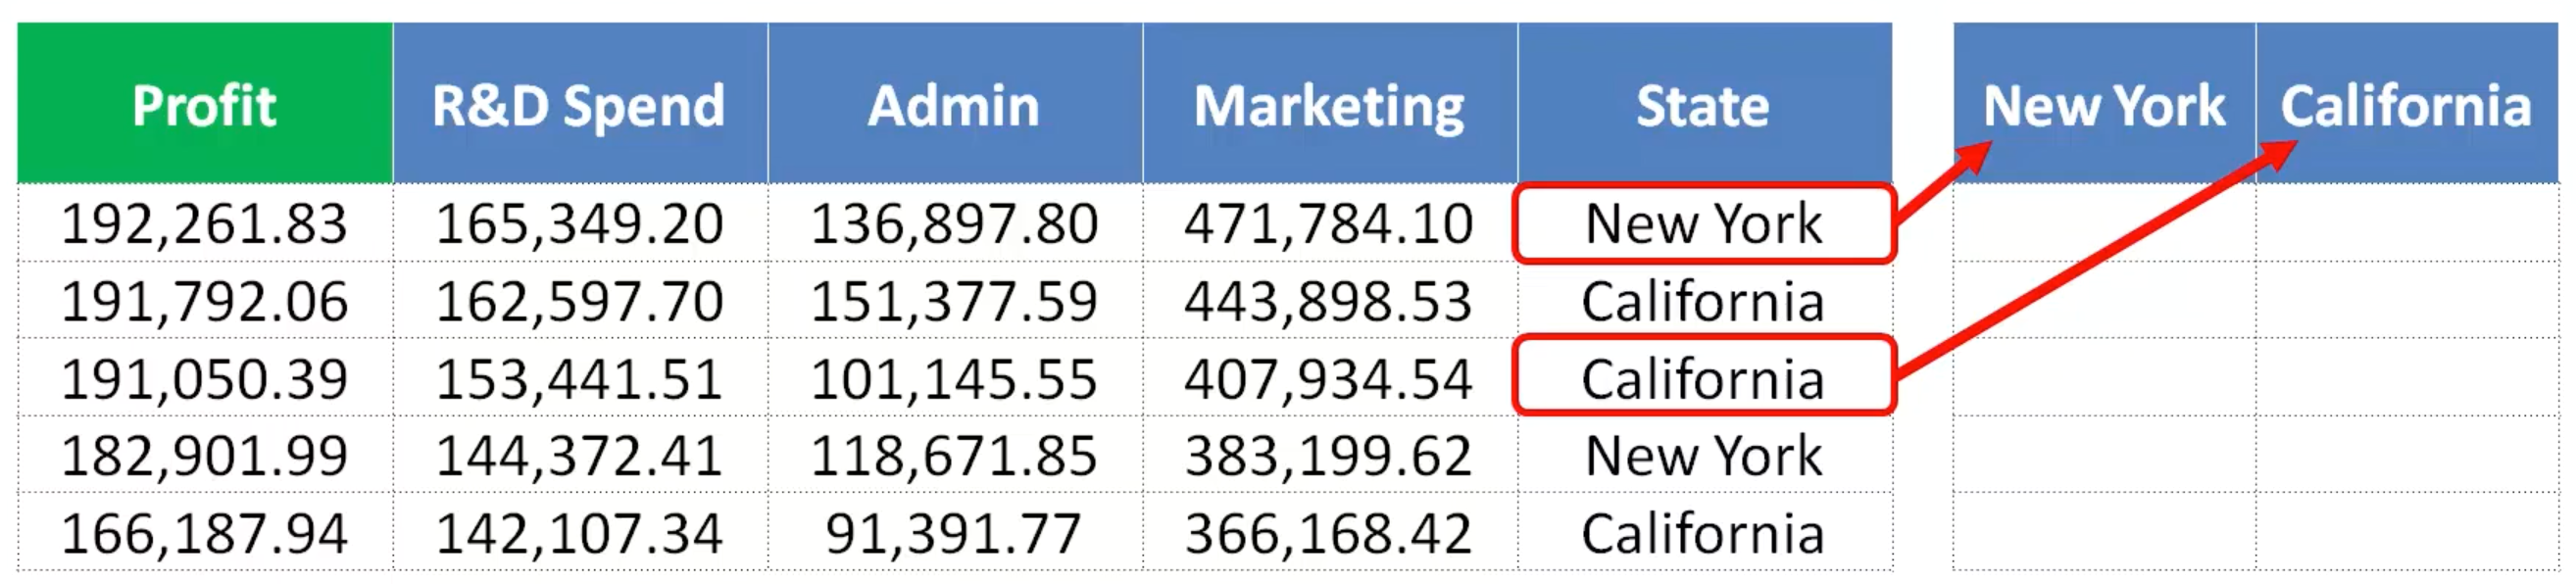 Profit R&D Spend Admin Marketing State New York California
192,261.83 165,349.20 136,897.80 471,784.10 New York
191,792.06 162,597.70 151,377.59 443,898.53 California
191,050.39 153,441.51 101,145.55 407,934.54 California
182,901.99 144,372.41 118,671.85 383,199.62 New York
166,187.94 142,107.34 91,391.77 366,168.42 California